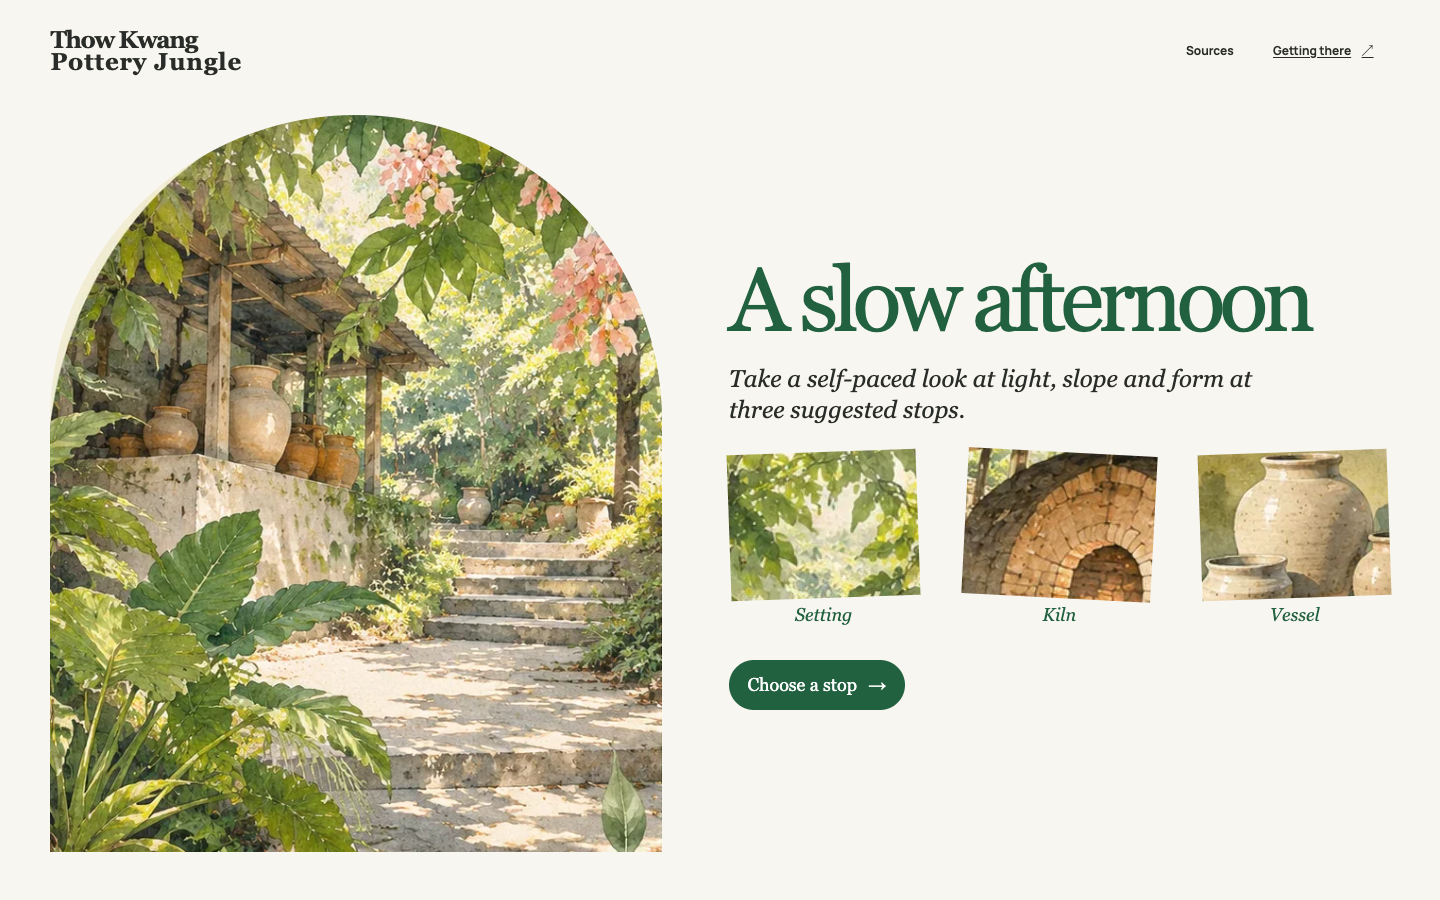 Thow Kwang
Pottery Jungle
Sources
Getting there ↗
A slow afternoon
Take a self-paced look at light, slope and form at
three suggested stops.
Setting
Kiln
Vessel
Choose a stop →